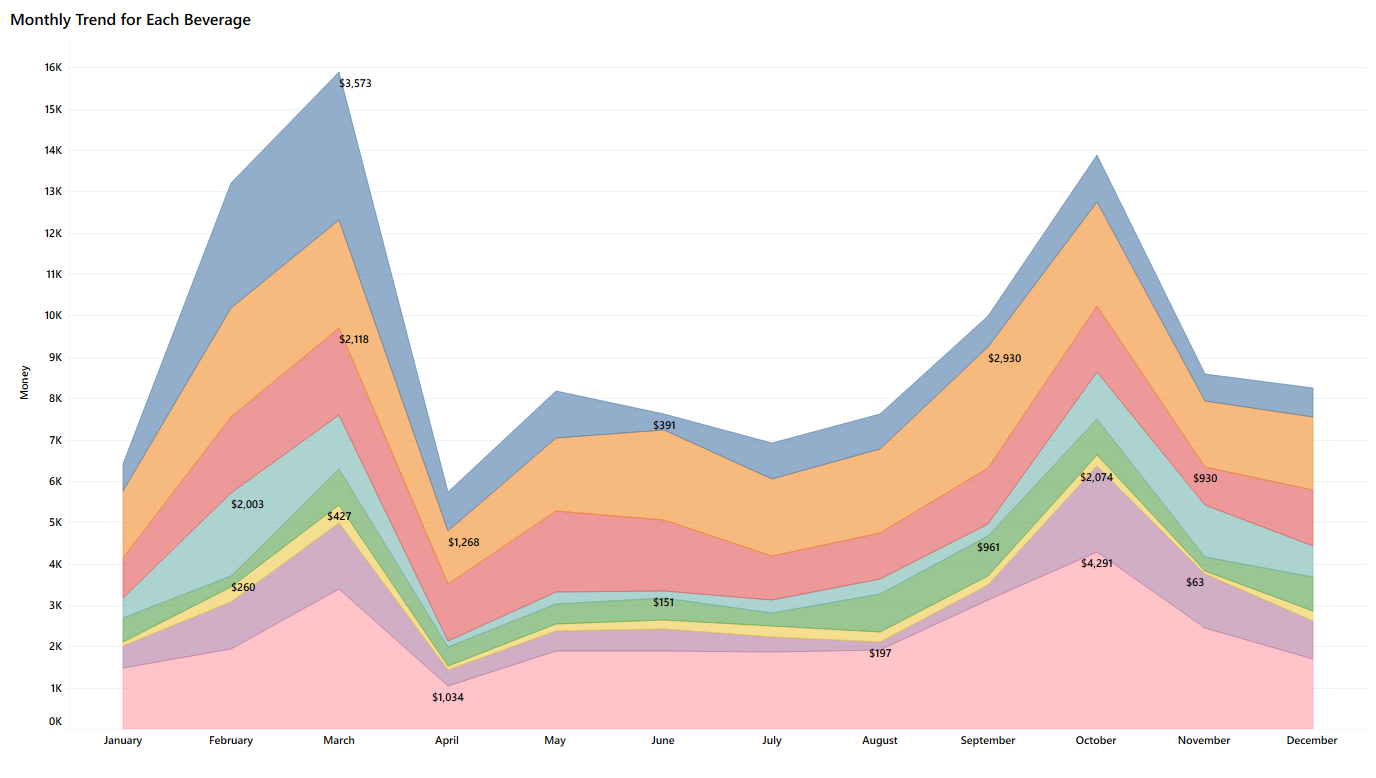 Monthly Trend for Each Beverage
16K
$3,573
15K
14K
13K
12K
11K
10K
$2,118
9K
$2,930
Money
8K
7K
$391
6K
$2,074
$930
$2,003
5K
$427
$1,268
$961
4K
$4,291
$260
$63
3K
$151
2K
$197
1K
$1,034
0K
January February March April May June July August September October November December